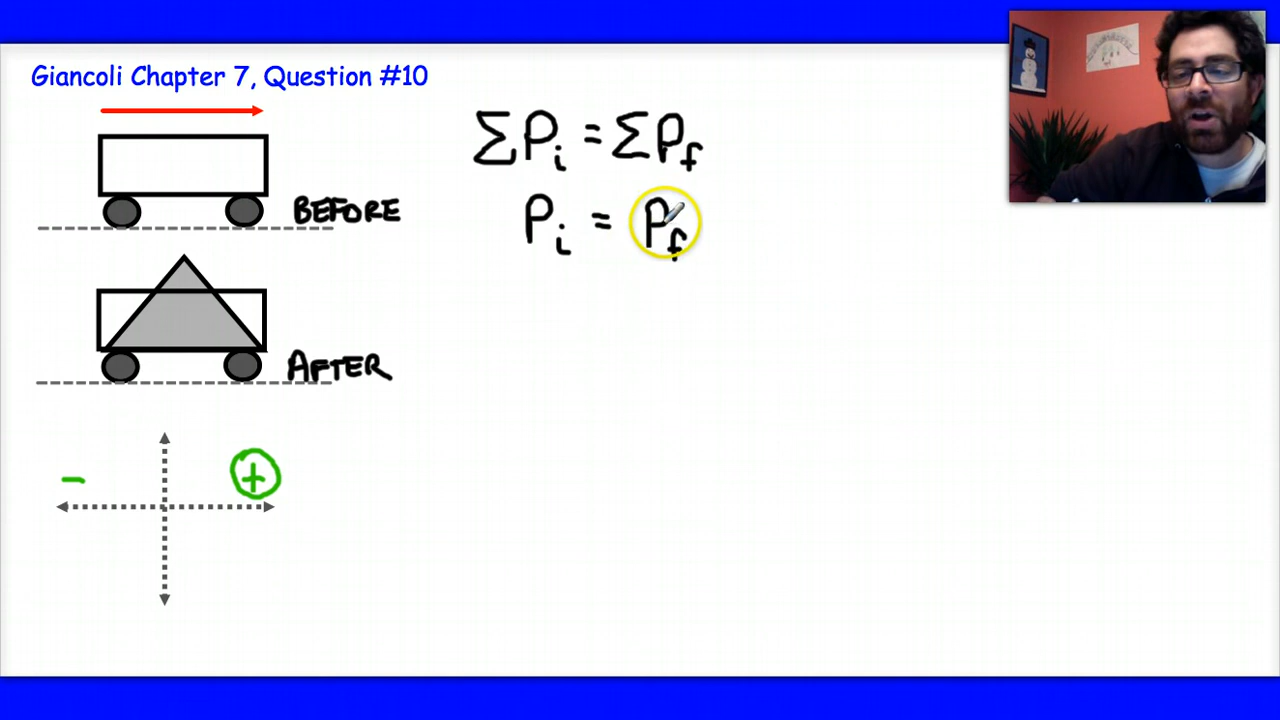 Giancoli Chapter 7, Question #10
ΣPi = ΣPf
Pi = Pf
BEFORE
AFTER
- +